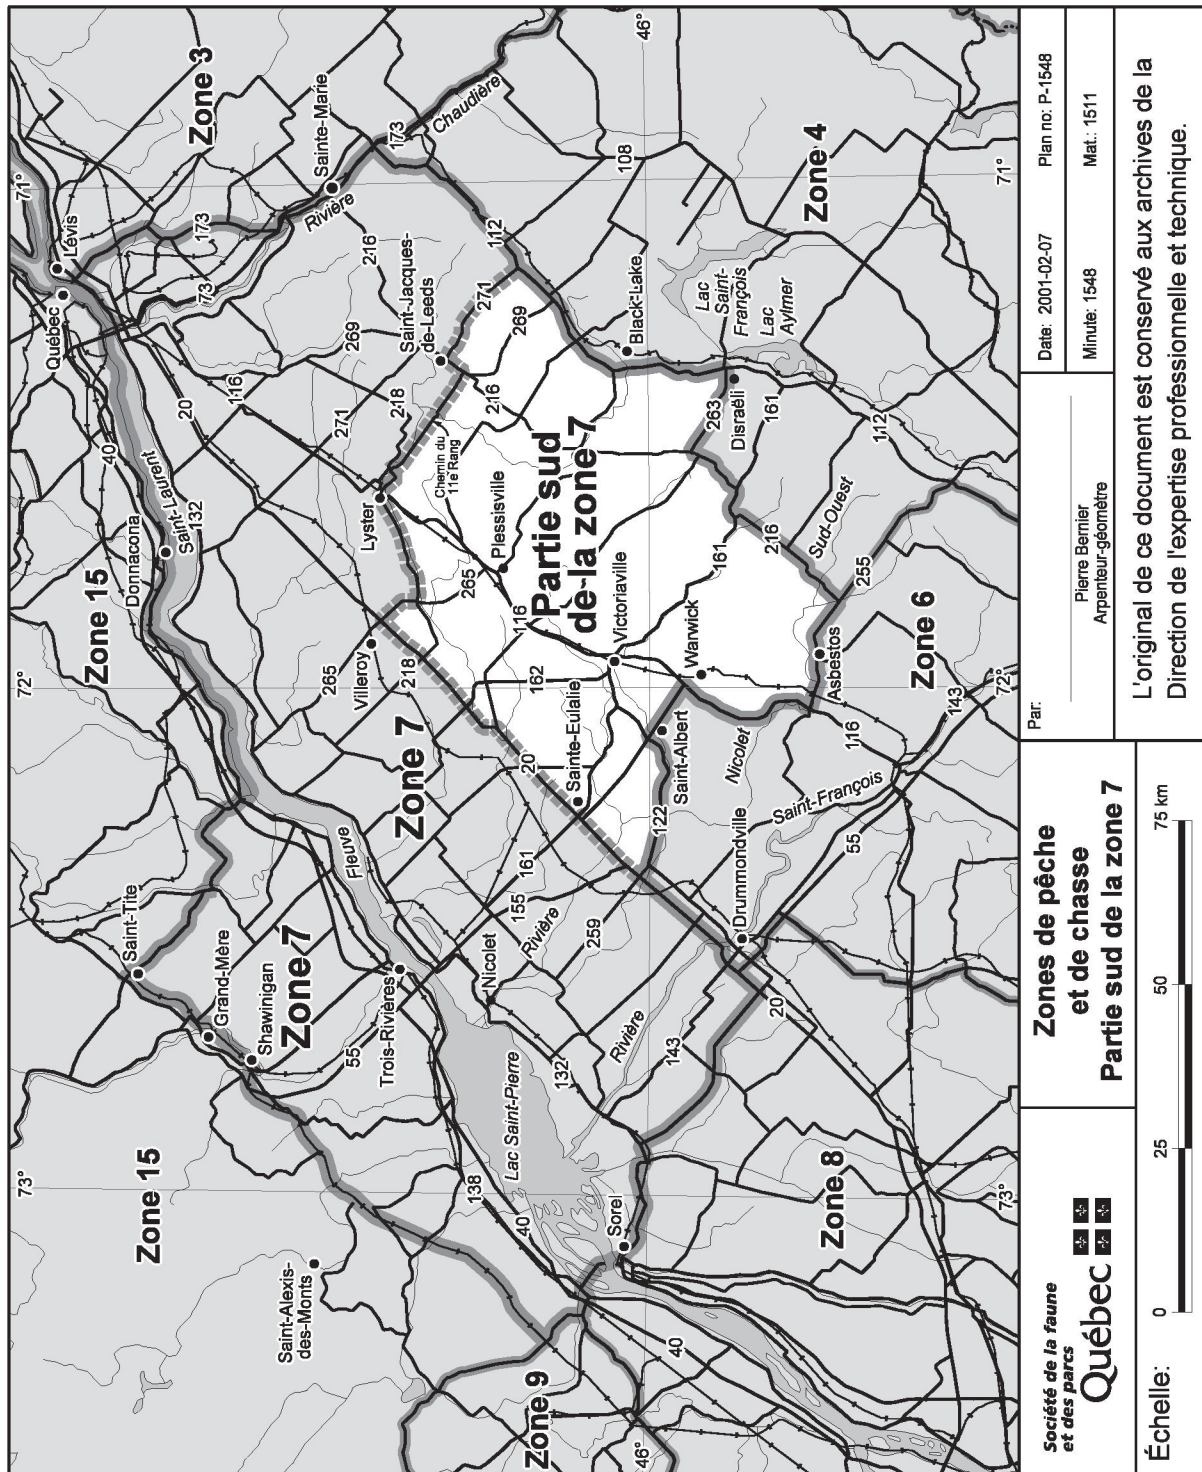 73°
72°
71°
Zone 15
Saint-Tite
Zone 15
Donnacona
Québec
Lévis
Zone 3
Grand-Mère
Shawinigan
Zone 7
Saint-Alexis-
des-Monts
55
Trois-Rivières
Fleuve
Saint-Laurent
132
40
20
116
73
173
Rivière
Sainte-Marie
Chaudière
173
138
40
Lac Saint-Pierre
Nicolet
132
155
161
Rivière
259
Zone 7
265
Villeroy
218
20
Lyster
271
218
269
216
Saint-Jacques-
de-Leeds
Chemin du
11e Rang
265
Plessisville
116
162
216
271
269
112
108
Sainte-Eulalie
Partie sud
de la zone 7
Victoriaville
Black-Lake
46°
46°
Zone 9
40
Sorel
Rivière
143
122
Saint-Albert
Warwick
161
Lac
Saint-
François
Lac
Aylmer
263
Disraëli
161
Nicolet
Drummondville
20
Saint-François
55
116
Asbestos
216
Sud-Ouest
255
112
Zone 8
Zone 6
Zone 4
143
73°
72°
71°
Société de la faune
et des parcs
Québec
Zones de pêche
et de chasse
Partie sud de la zone 7
Par:
Pierre Bernier
Arpenteur-géomètre
Date: 2001-02-07
Plan no: P-1548
Minute: 1548
Mat.: 1511
Échelle:
0
25
50
75 km
L'original de ce document est conservé aux archives de la
Direction de l'expertise professionnelle et technique.